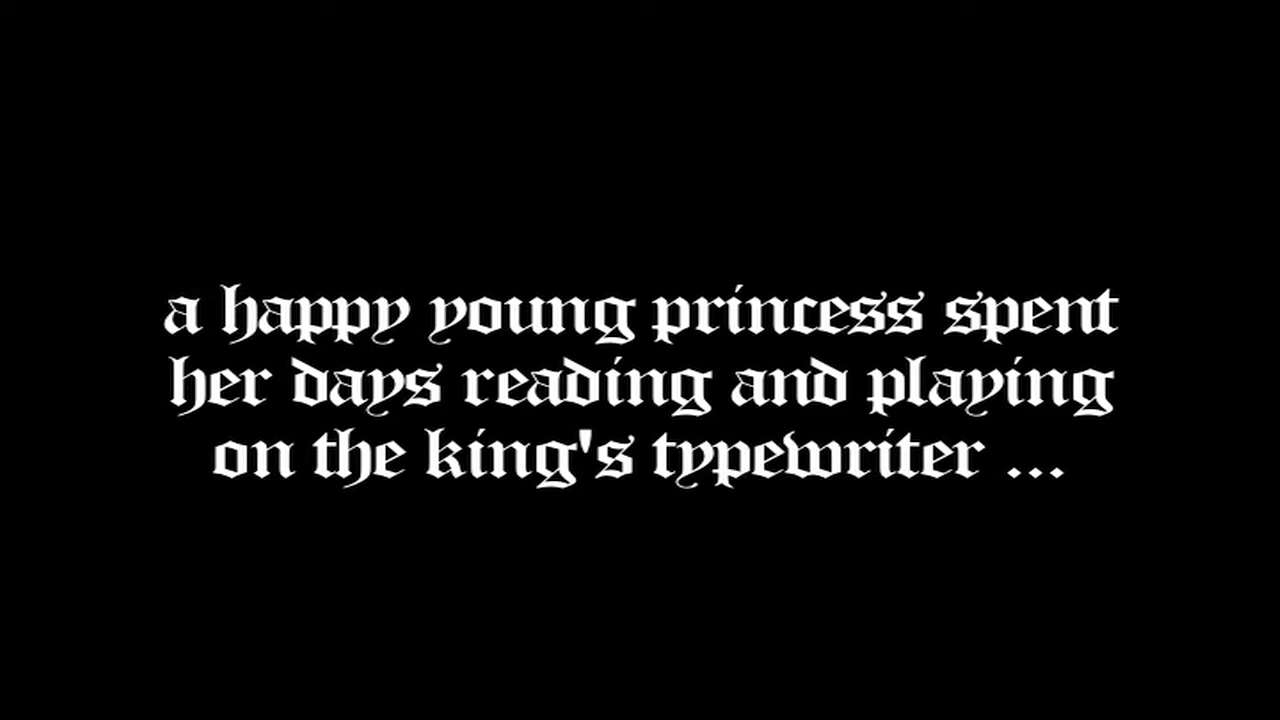 a happy young princess spent
her days reading and playing
on the king's typewriter ...